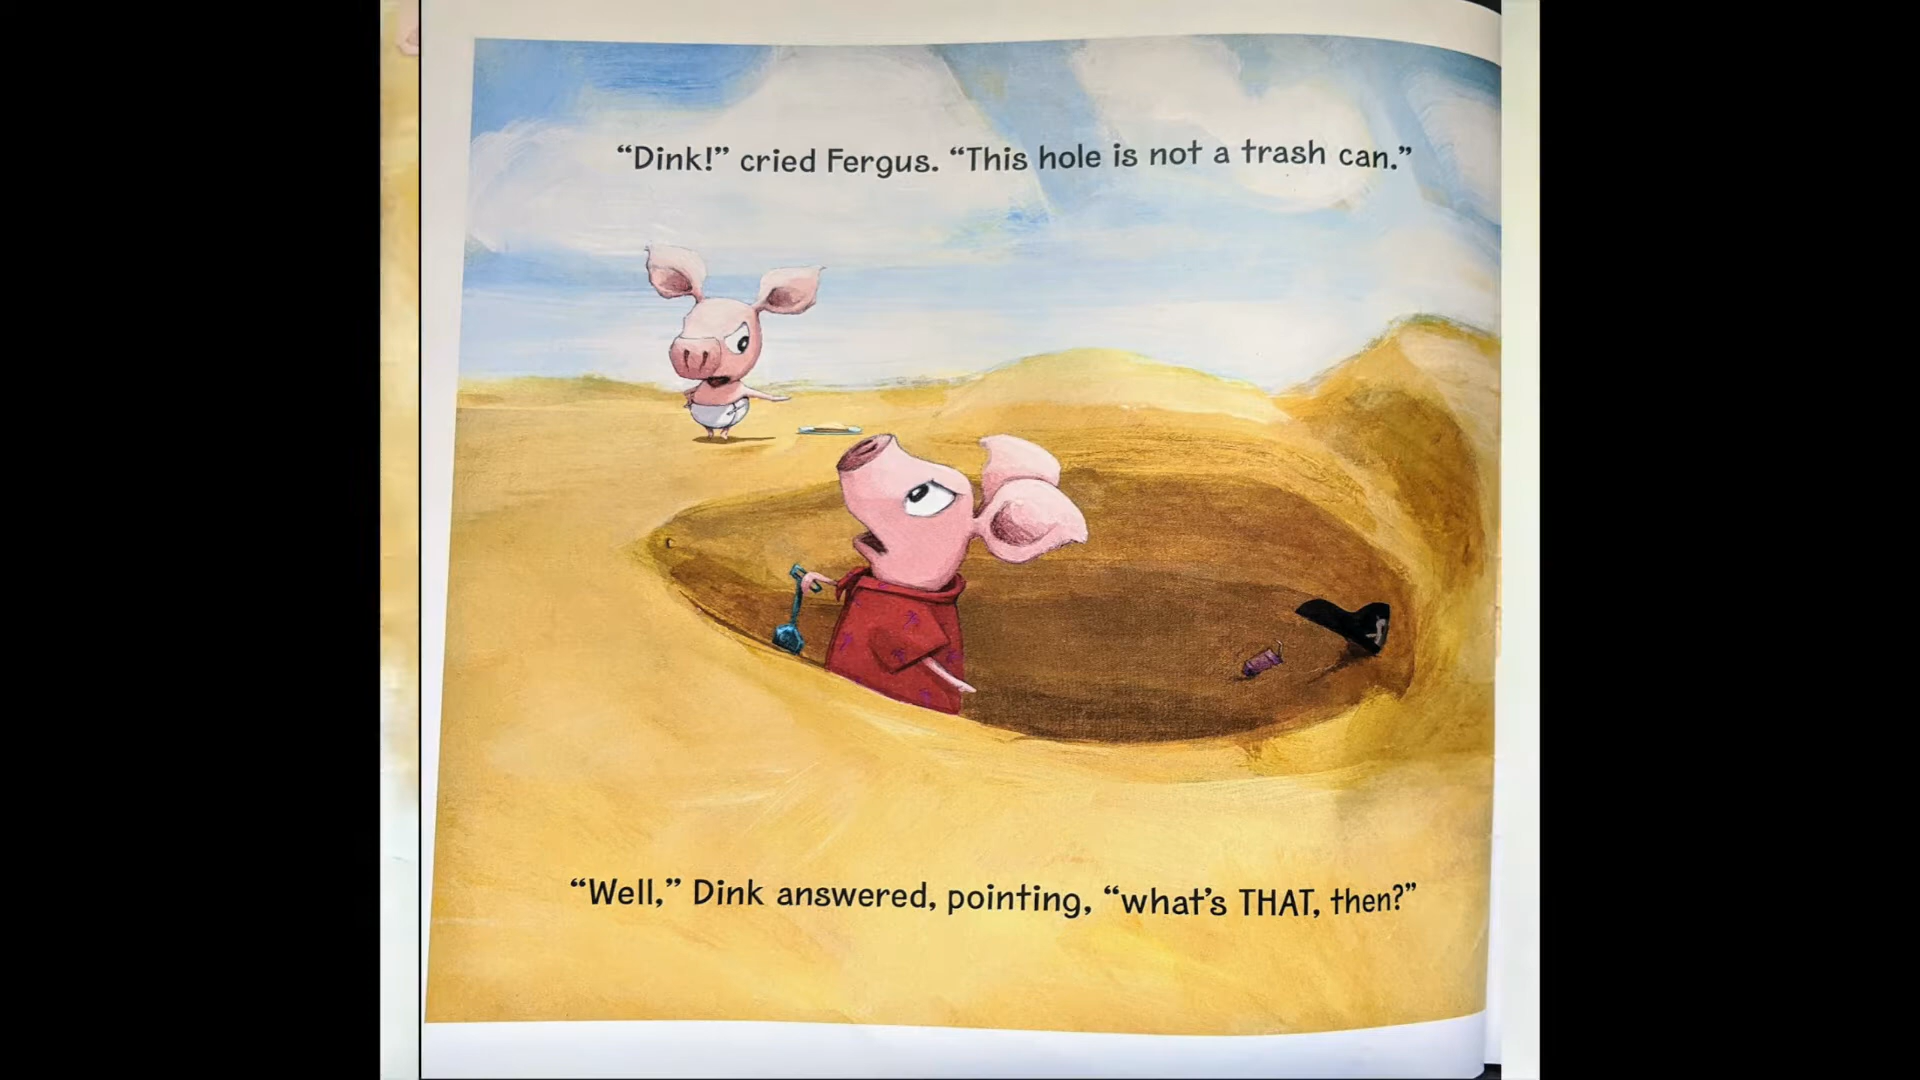 “Dink!” cried Fergus. “This hole is not a trash can.”
“Well,” Dink answered, pointing, “what’s THAT, then?”